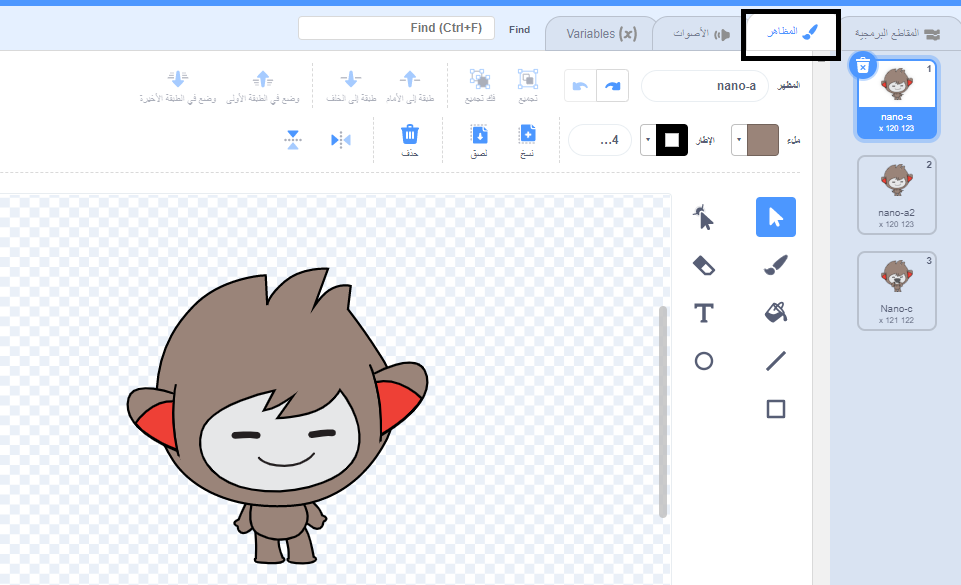 المقاطع البرمجية
المظاهر
الأصوات
Variables (x)
Find
Find (Ctrl+F)
المظهر
nano-a
تجميع
فك تجميع
طبقة إلى الأمام
طبقة إلى الخلف
وضع في الطبقة الأولى
وضع في الطبقة الأخيرة
ملء
الإطار
4...
نسخ
لصق
حذف
T
1
nano-a
123 x 120
2
nano-a2
123 x 120
3
Nano-c
122 x 121